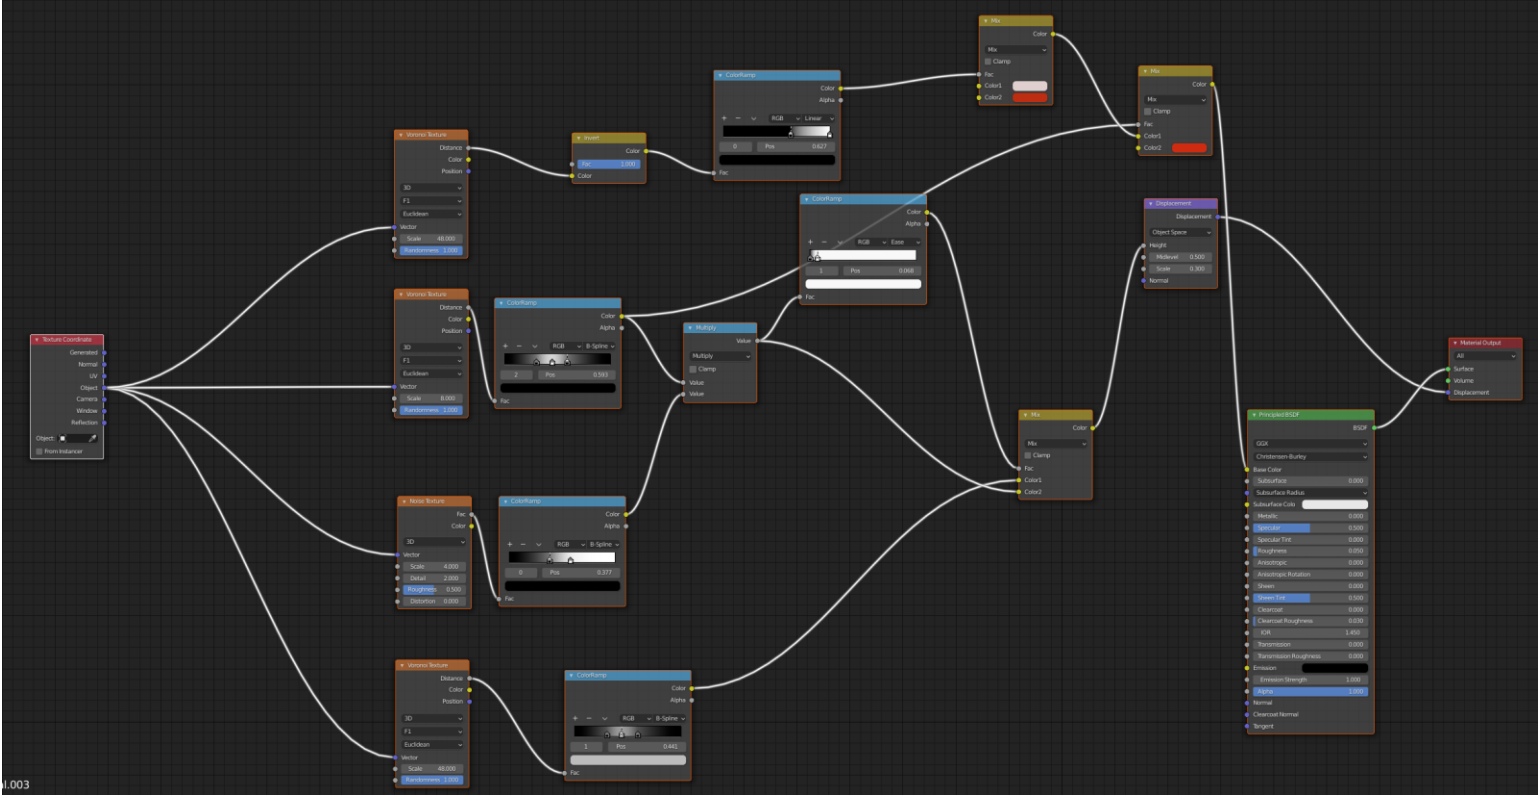 Texture Coordinate
Generated
Normal
UV
Object
Camera
Window
Reflection
Object:
From Instancer
Voronoi Texture
Distance
Color
Position
3D
F1
Euclidean
Vector
Scale 48.000
Randomness 1.000
Invert
Color
Fac 1.000
Color
ColorRamp
Color
Alpha
RGB Linear
0 Pos 0.627
Fac
Mix
Color
Mix
Clamp
Fac
Color1
Color2
Mix
Color
Mix
Clamp
Fac
Color1
Color2
Voronoi Texture
Distance
Color
Position
3D
F1
Euclidean
Vector
Scale 8.000
Randomness 1.000
ColorRamp
Color
Alpha
RGB B-Spline
2 Pos 0.593
Fac
Multiply
Value
Multiply
Clamp
Value
Value
ColorRamp
Color
Alpha
RGB Ease
1 Pos 0.068
Fac
Displacement
Displacement
Object Space
Height
Midlevel 0.500
Scale 0.300
Normal
Noise Texture
Fac
Color
3D
Vector
Scale 4.000
Detail 2.000
Roughness 0.500
Distortion 0.000
ColorRamp
Color
Alpha
RGB B-Spline
0 Pos 0.377
Fac
Mix
Color
Mix
Clamp
Fac
Color1
Color2
Voronoi Texture
Distance
Color
Position
3D
F1
Euclidean
Vector
Scale 48.000
Randomness 1.000
ColorRamp
Color
Alpha
RGB B-Spline
1 Pos 0.441
Fac
Principled BSDF
BSDF
GGX
Christensen-Burley
Base Color
Subsurface 0.000
Subsurface Radius
Subsurface Colo
Metallic 0.000
Specular 0.500
Specular Tint 0.000
Roughness 0.050
Anisotropic 0.000
Anisotropic Rotation 0.000
Sheen 0.000
Sheen Tint 0.500
Clearcoat 0.000
Clearcoat Roughness 0.030
IOR 1.450
Transmission 0.000
Transmission Roughness 0.000
Emission
Emission Strength 1.000
Alpha 1.000
Normal
Clearcoat Normal
Tangent
Material Output
All
Surface
Volume
Displacement
al.003